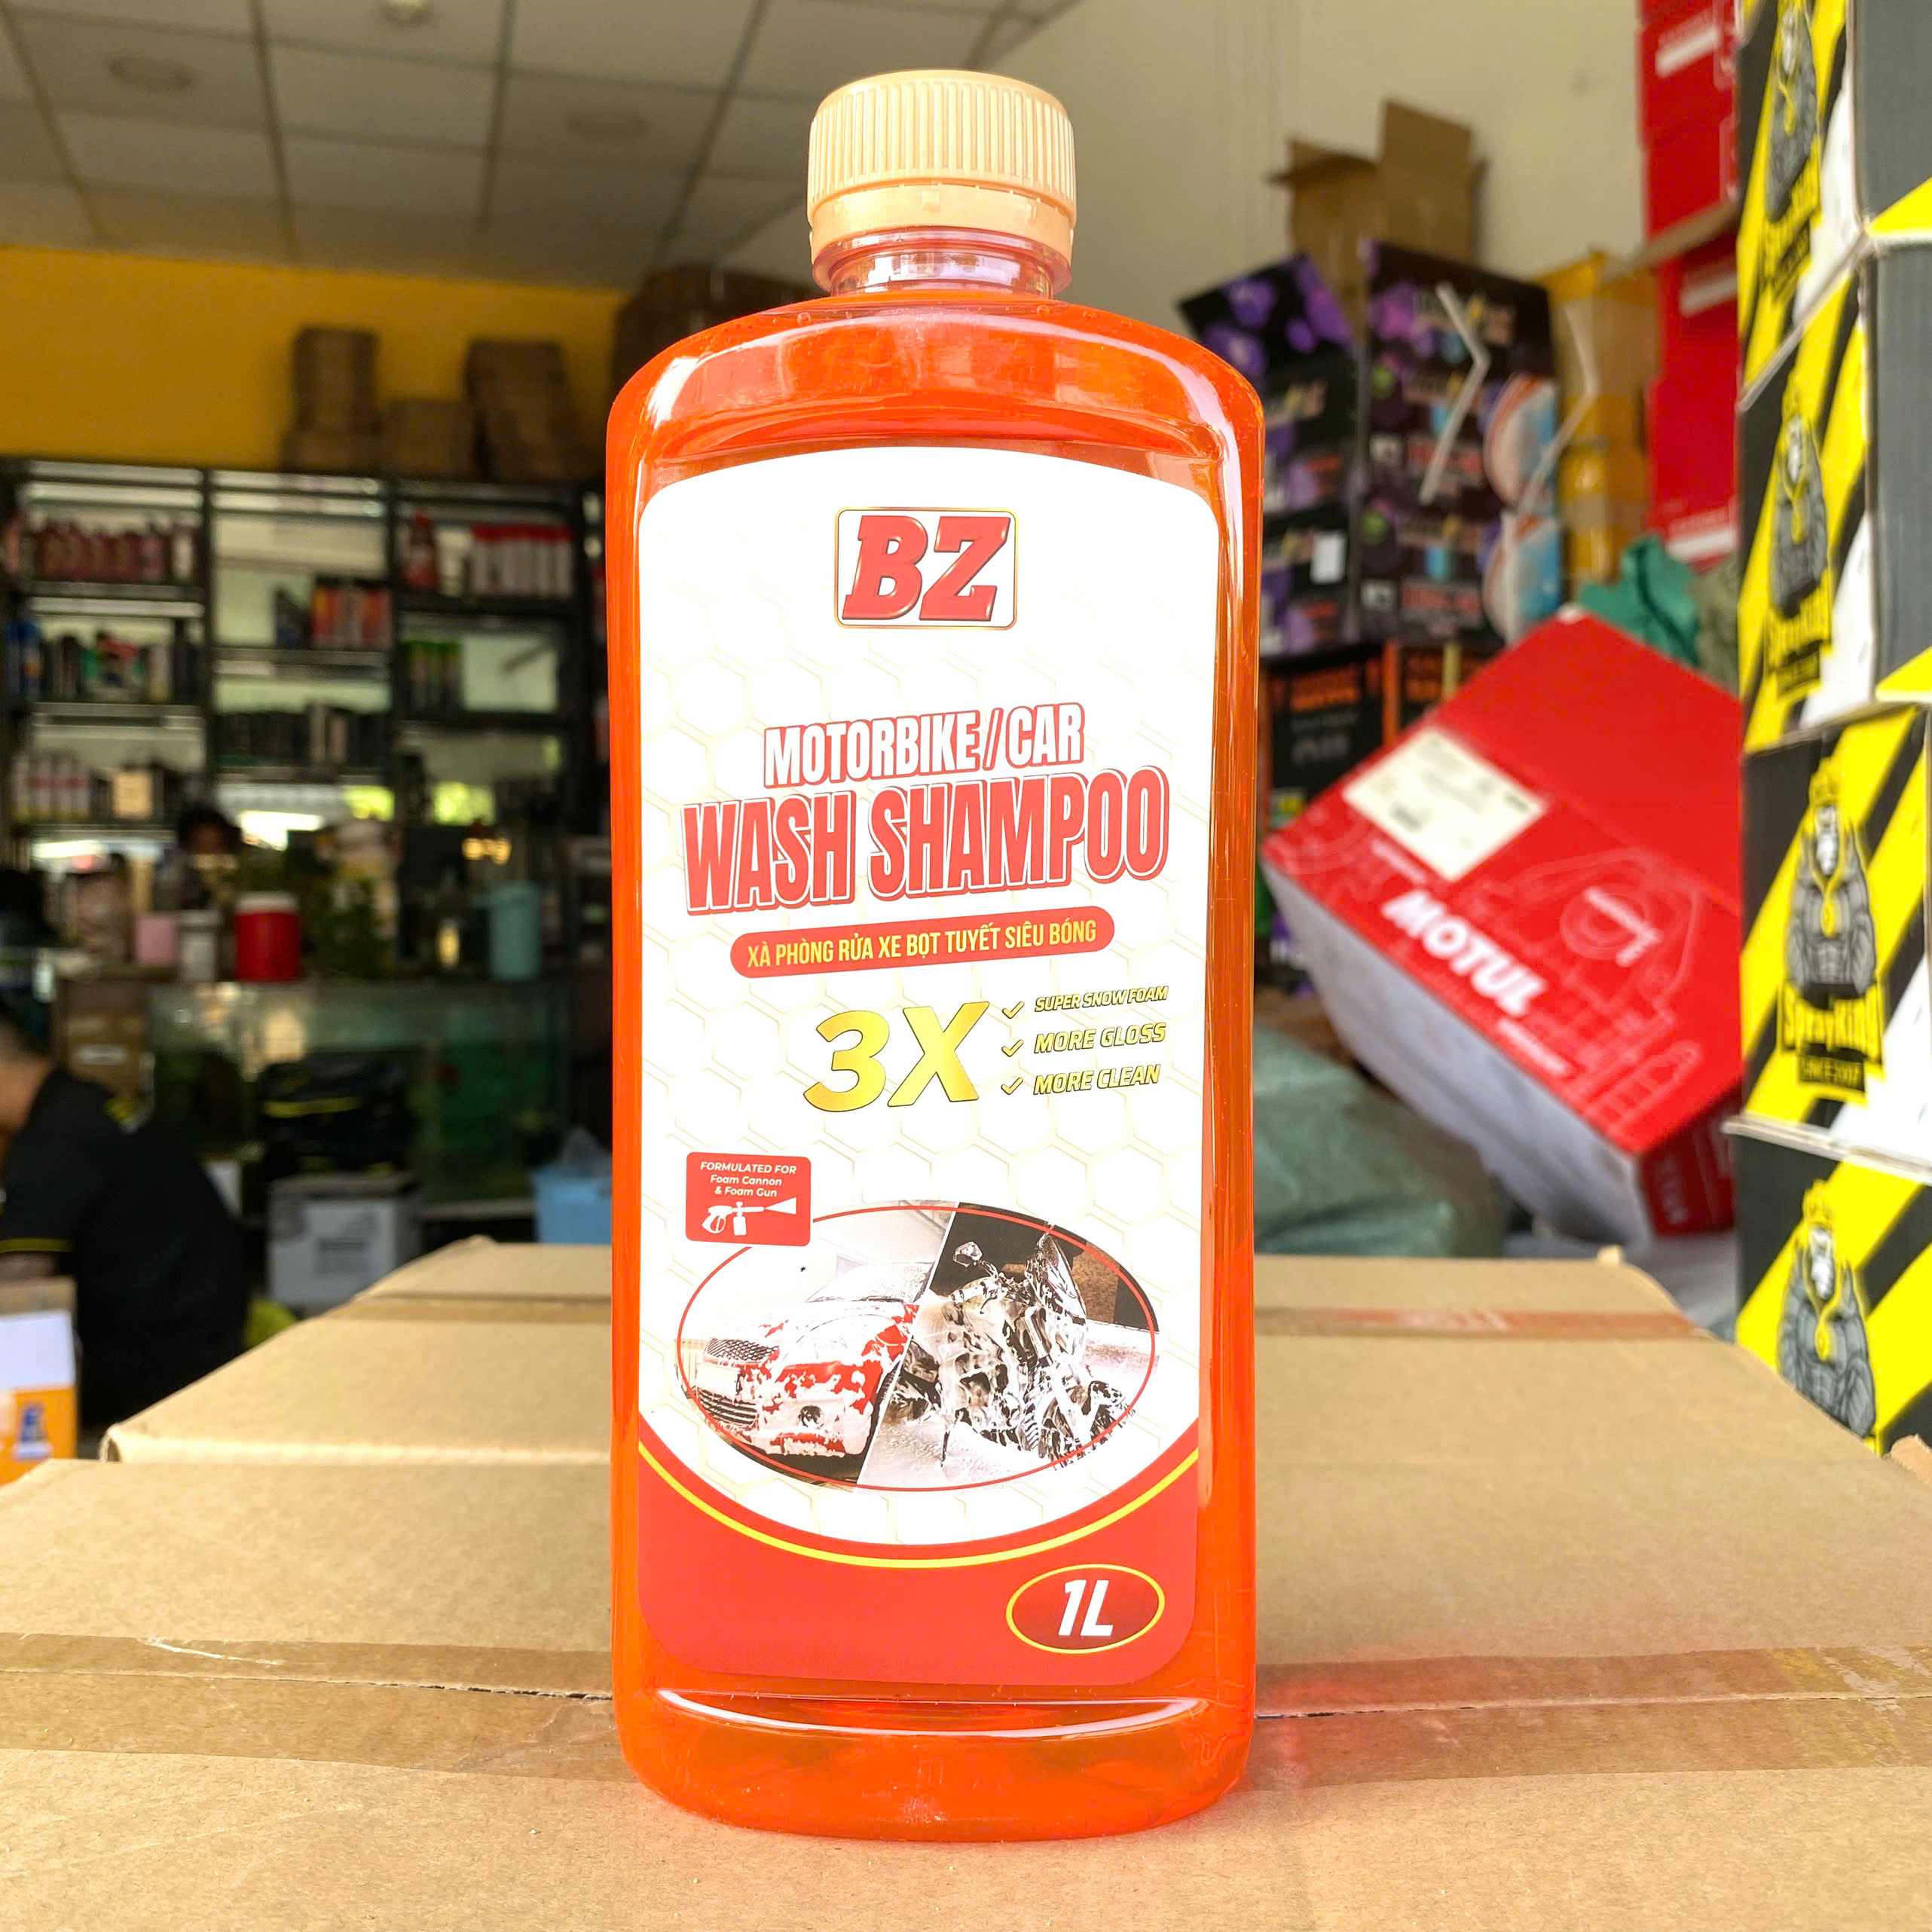 BZ
MOTORBIKE/CAR
WASH SHAMPOO
XÀ PHÒNG RỬA XE BỌT TUYẾT SIÊU BÓNG
3X
SUPER SNOW FOAM
MORE GLOSS
MORE CLEAN
FORMULATED FOR
Foam Cannon
& Foam Gun
1L
MOTUL
SprayKing